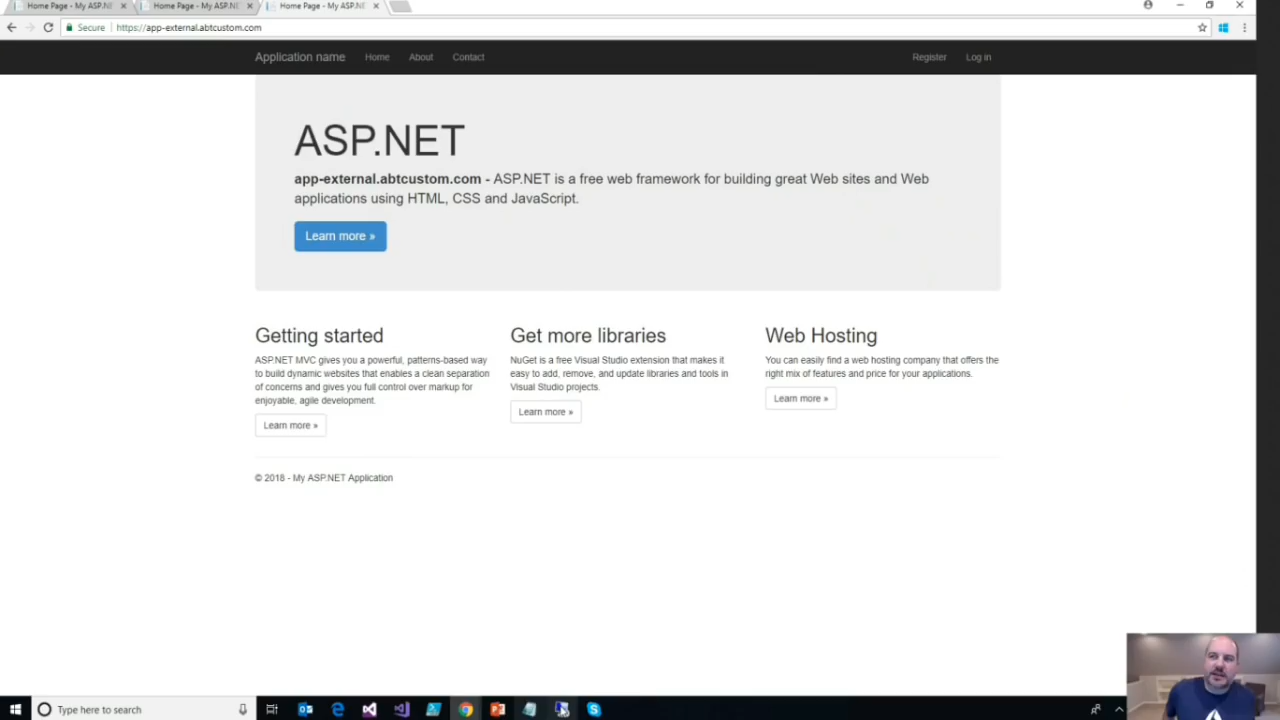 Home Page - My ASP.NE
Home Page - My ASP.NE
Home Page - My ASP.NE
Secure
https://app-external.abtcustom.com
Application name
Home
About
Contact
Register
Log in
ASP.NET
app-external.abtcustom.com - ASP.NET is a free web framework for building great Web sites and Web
applications using HTML, CSS and JavaScript.
Learn more »
Getting started
ASP.NET MVC gives you a powerful, patterns-based way
to build dynamic websites that enables a clean separation
of concerns and gives you full control over markup for
enjoyable, agile development.
Learn more »
Get more libraries
NuGet is a free Visual Studio extension that makes it
easy to add, remove, and update libraries and tools in
Visual Studio projects.
Learn more »
Web Hosting
You can easily find a web hosting company that offers the
right mix of features and price for your applications.
Learn more »
© 2018 - My ASP.NET Application
Type here to search